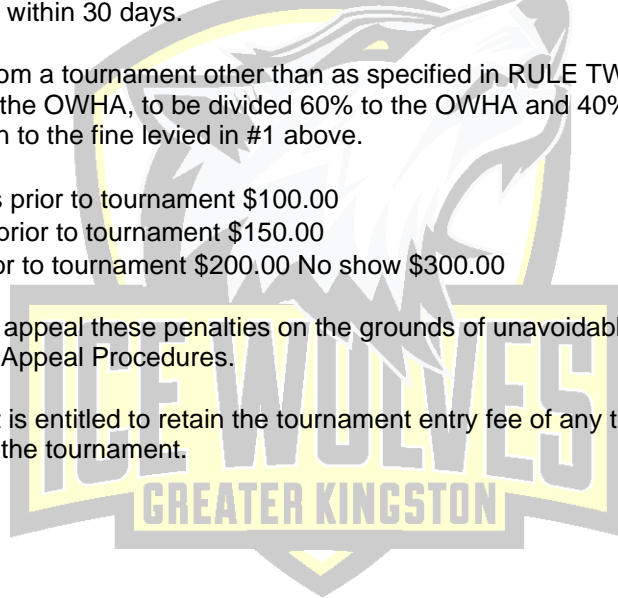 within 30 days.
om a tournament other than as specified in RULE TW
the OWHA, to be divided 60% to the OWHA and 40%
n to the fine levied in #1 above.
s prior to tournament $100.00
prior to tournament $150.00
or to tournament $200.00 No show $300.00
appeal these penalties on the grounds of unavoidabl
Appeal Procedures.
t is entitled to retain the tournament entry fee of any t
the tournament.
ICE WOLVES
GREATER KINGSTON